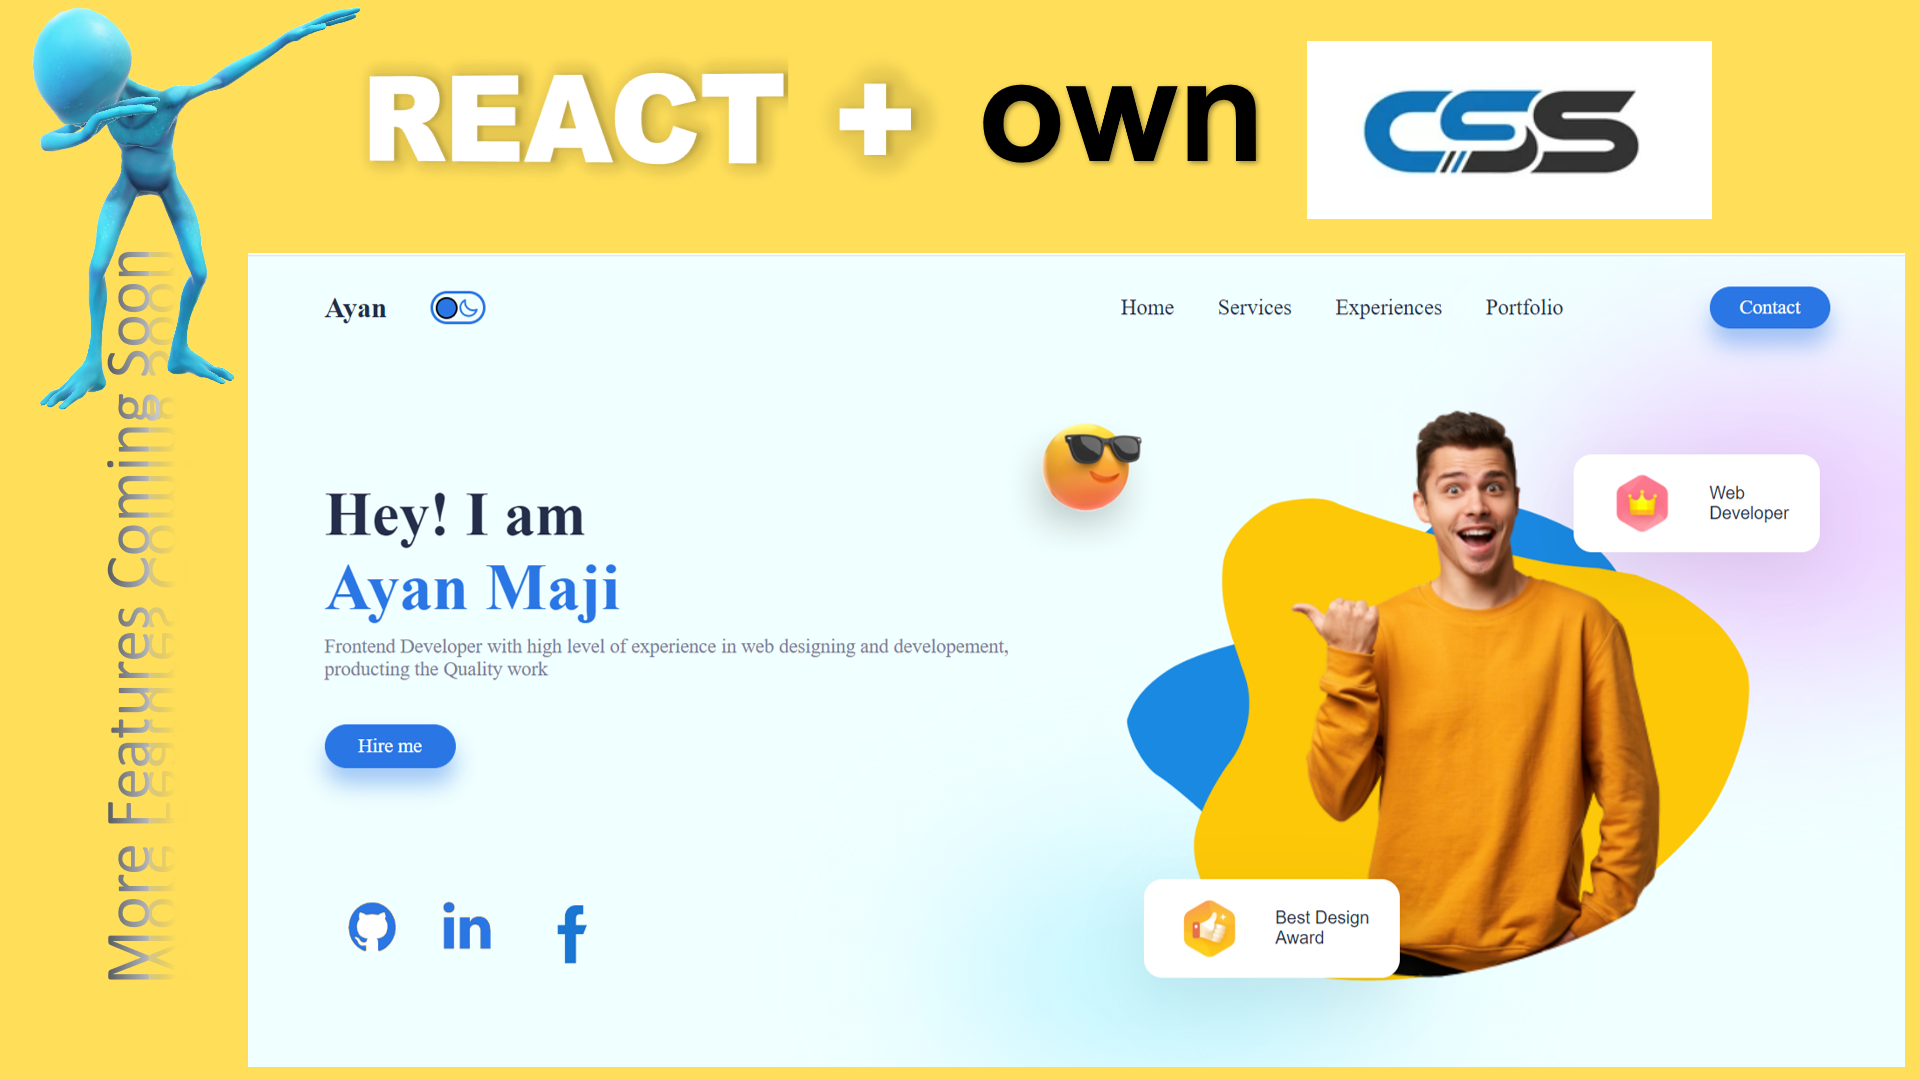 REACT + own CSS
More Features Coming Soon
Ayan
Home Services Experiences Portfolio Contact
Hey! I am
Ayan Maji
Frontend Developer with high level of experience in web designing and developement,
producting the Quality work
Hire me
Web
Developer
Best Design
Award
in f